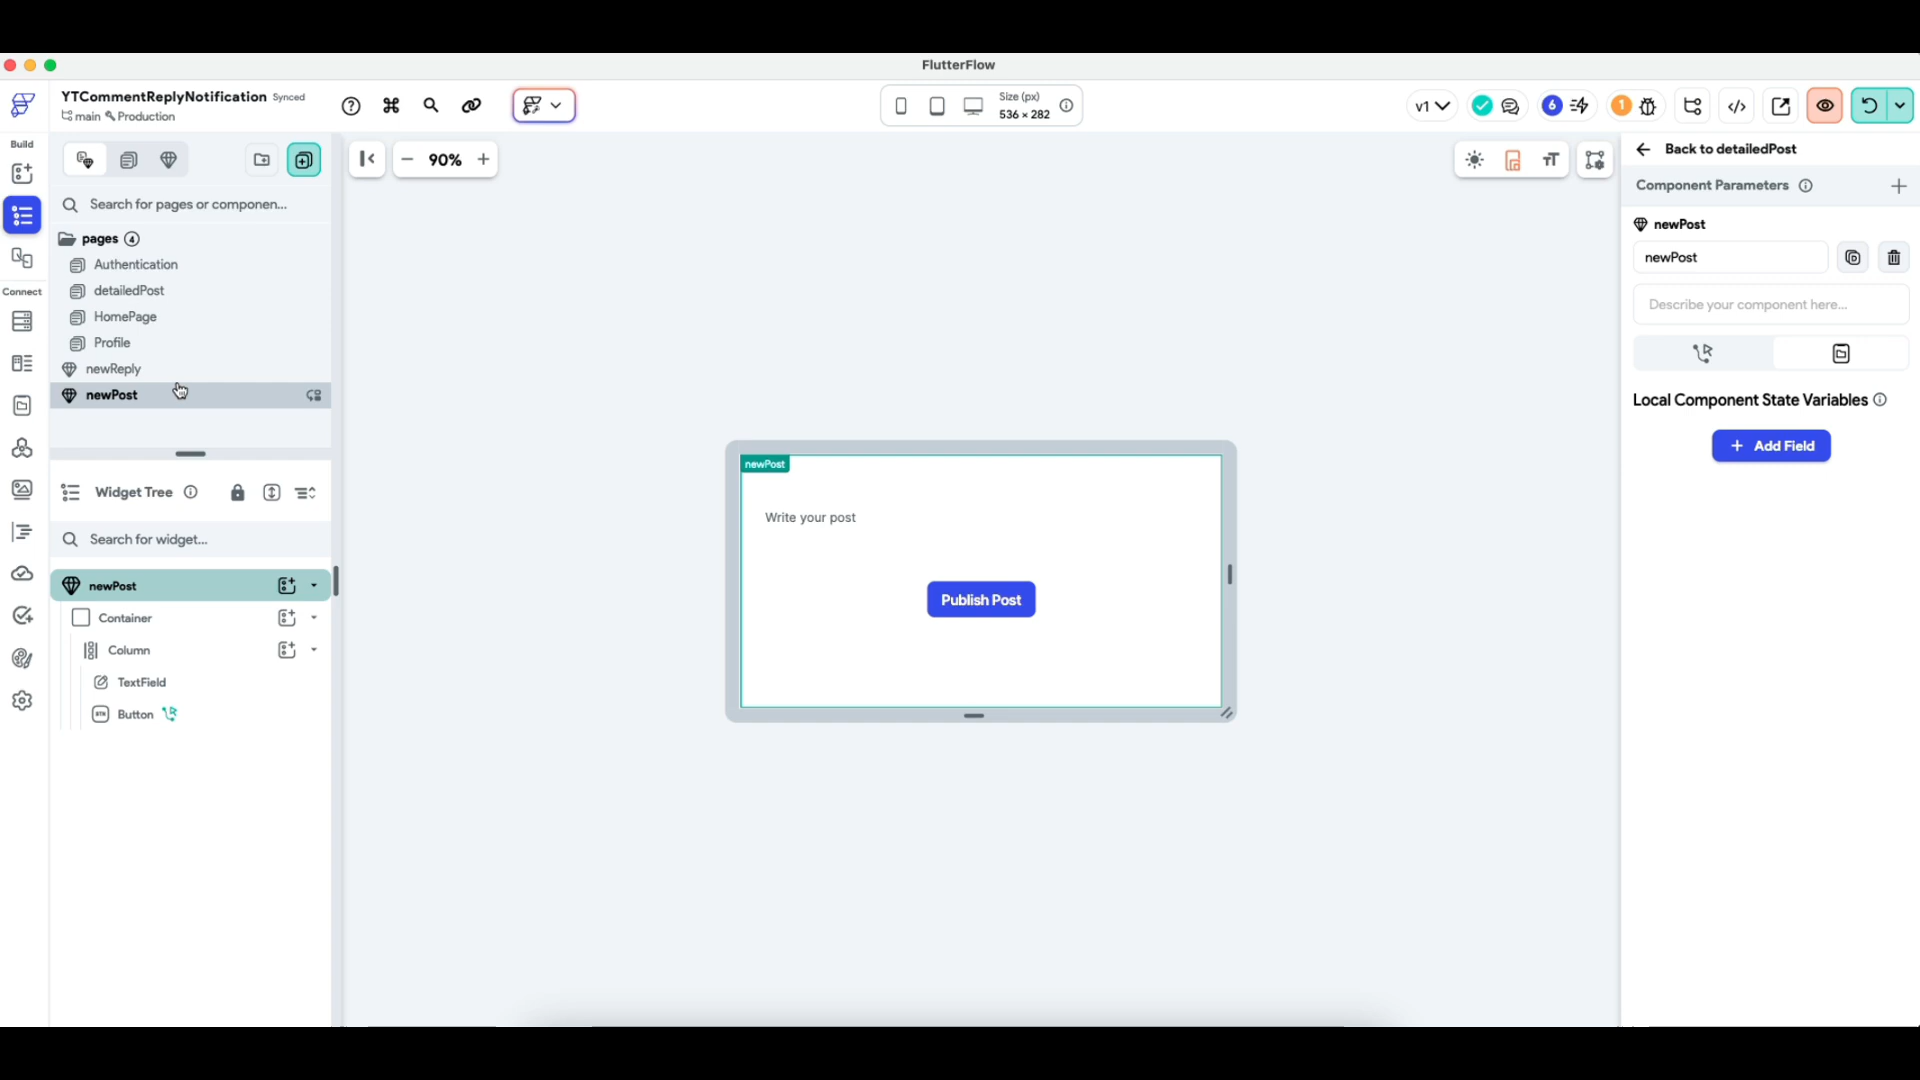 FlutterFlow
YTCommentReplyNotification Synced
main Production
90%
Size (px)
536 × 282
v1
6
1
Build
Connect
Search for pages or componen...
pages 4
Authentication
detailedPost
HomePage
Profile
newReply
newPost
Widget Tree
Search for widget...
newPost
Container
Column
TextField
BTN Button
newPost
Write your post
Publish Post
Back to detailedPost
Component Parameters
newPost
newPost
Describe your component here...
Local Component State Variables
+ Add Field